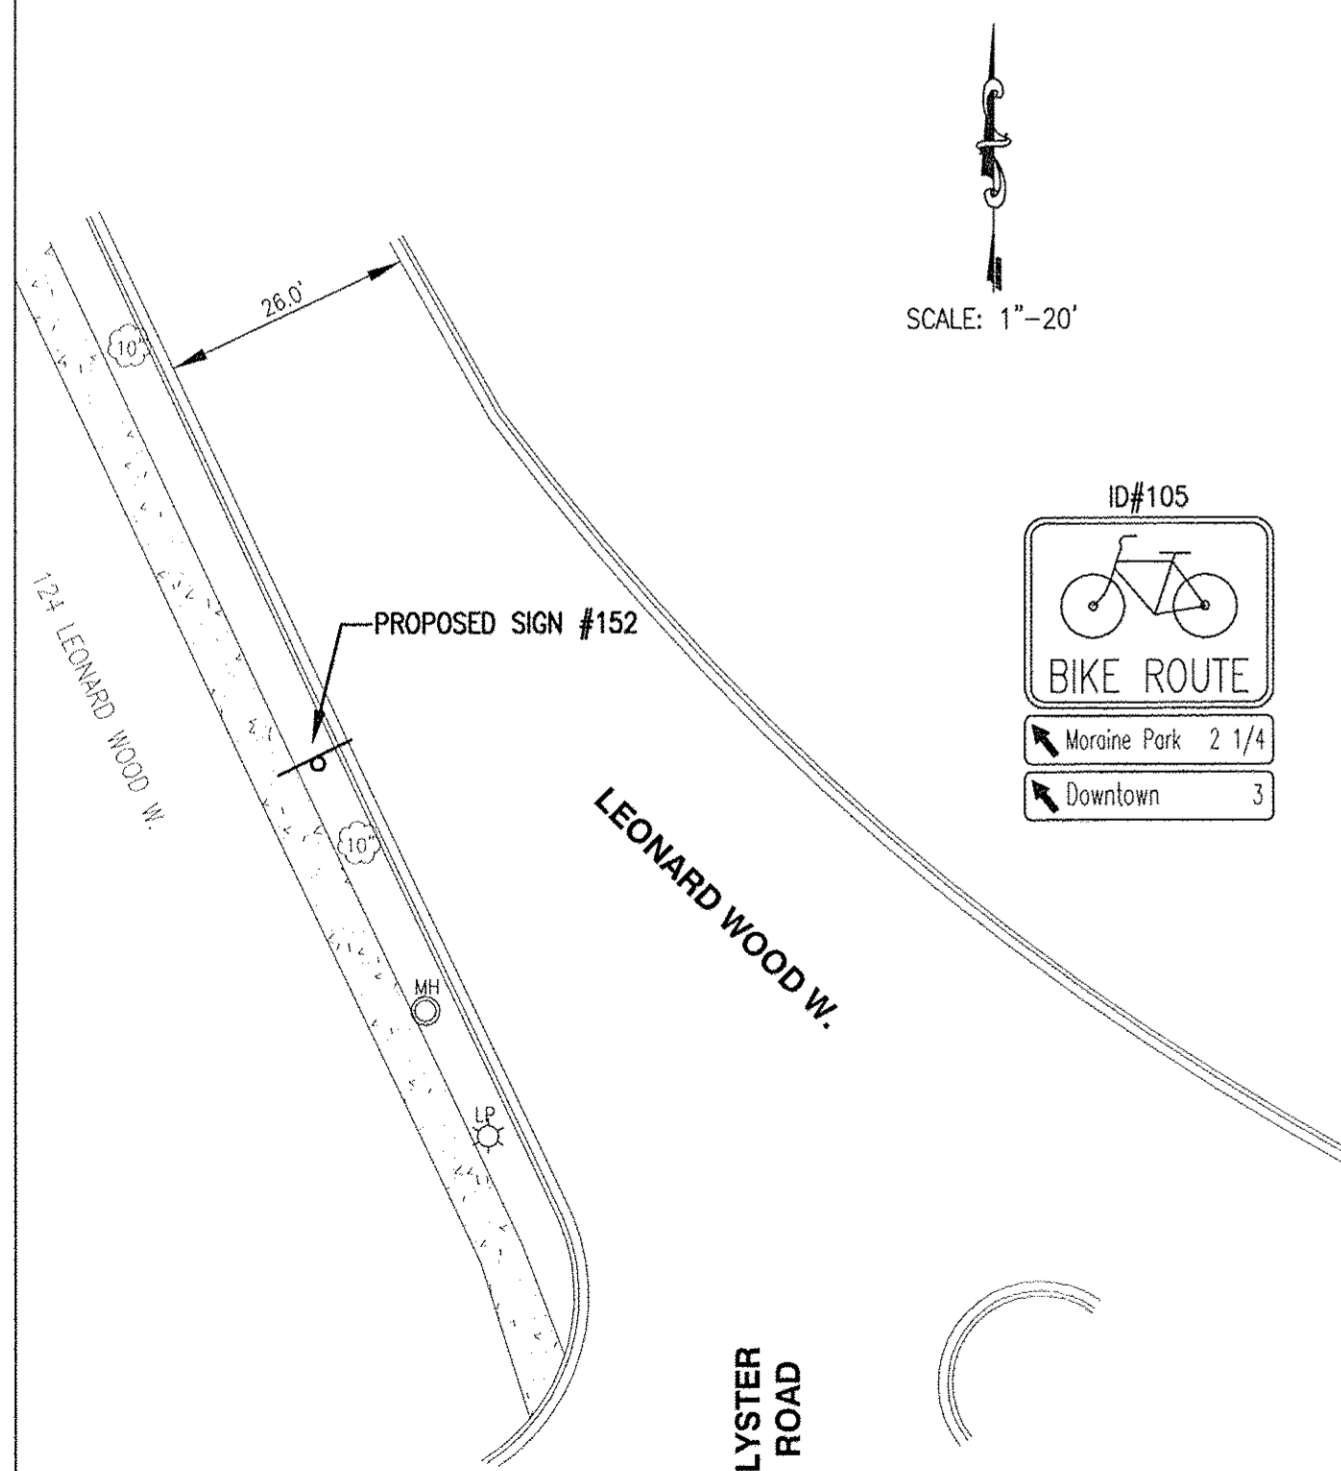 SCALE: 1"-20'
26.0'
10"
ID#105
BIKE ROUTE
Moraine Park 2 1/4
Downtown 3
124 LEONARD WOOD W.
PROPOSED SIGN #152
10"
LEONARD WOOD W.
MH
LP
LYSTER
ROAD